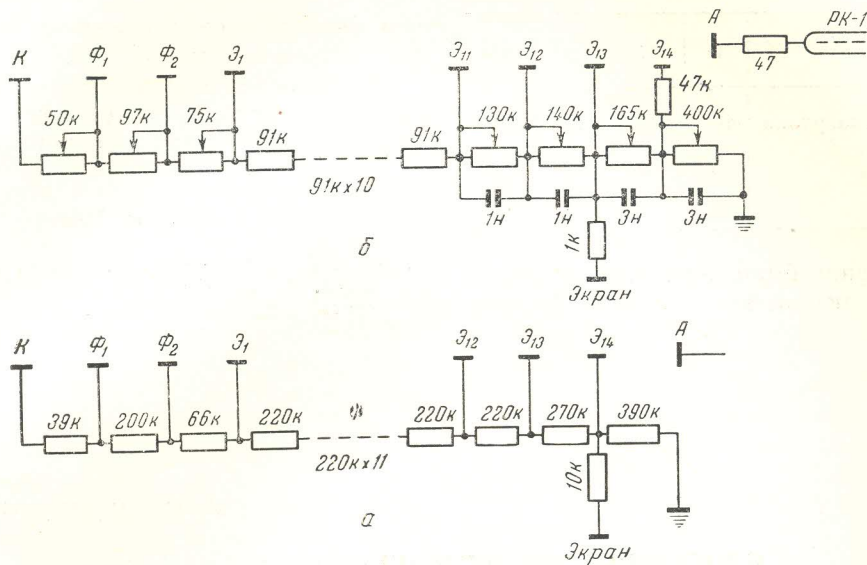 А РК-1
47
К Ф₁ Ф₂ Э₁ Э₁₁ Э₁₂ Э₁₃ Э₁₄
50к 97к 75к 91к 91к 130к 140к 165к 47к 400к
91к×10
1н 1н 3н 3н
1к
б
Экран
К Ф₁ Ф₂ Э₁ Э₁₂ Э₁₃ Э₁₄ А
39к 200к 66к 220к 220к 220к 270к 390к
220к×11
10к
а
Экран